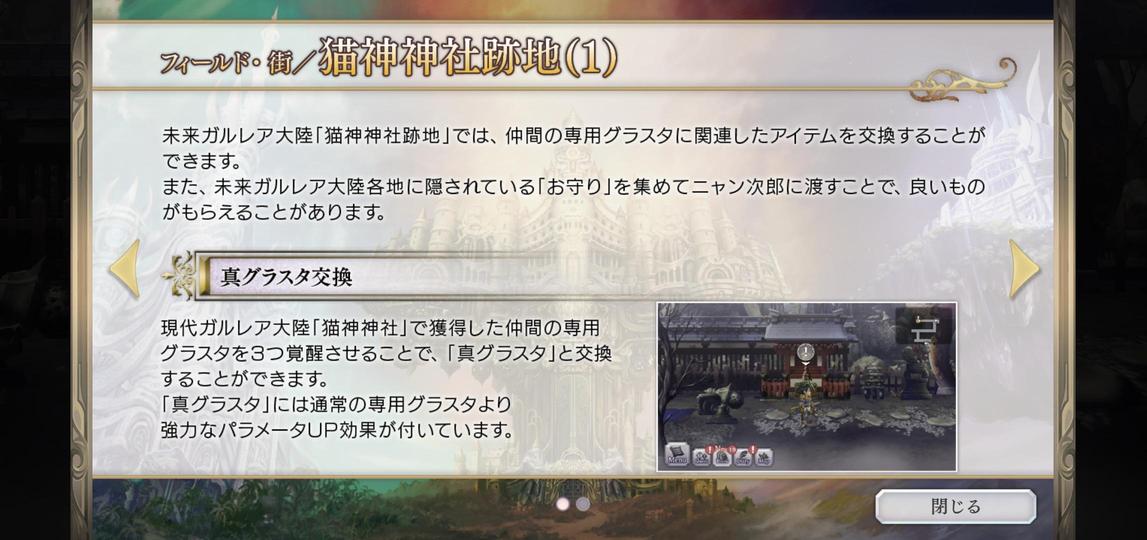 フィールド・街／猫神神社跡地(1)
未来ガルレア大陸「猫神神社跡地」では、仲間の専用グラスタに関連したアイテムを交換することが
できます。
また、未来ガルレア大陸各地に隠されている「お守り」を集めてニャン次郎に渡すことで、良いもの
がもらえることがあります。
真グラスタ交換
現代ガルレア大陸「猫神神社」で獲得した仲間の専用
グラスタを3つ覚醒させることで、「真グラスタ」と交換
することができます。
「真グラスタ」には通常の専用グラスタより
強力なパラメータUP効果が付いています。
Menu
閉じる